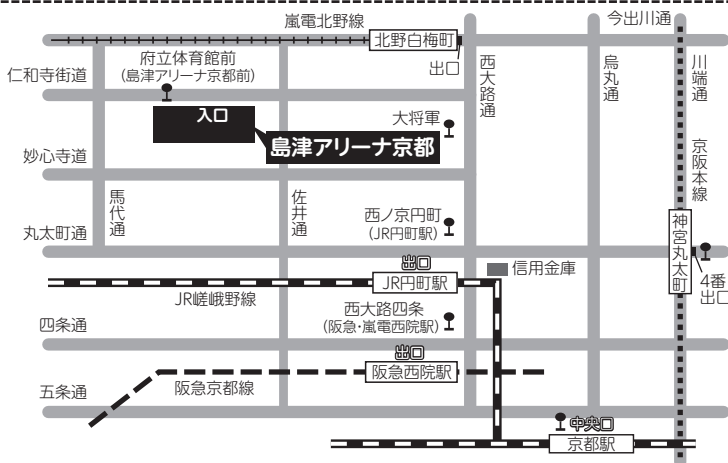 嵐電北野線
今出川通
北野白梅町
出口
仁和寺街道
府立体育館前
(島津アリーナ京都前)
西大路通
烏丸通
川端通
入口
大将軍
島津アリーナ京都
妙心寺道
京阪本線
馬代通
佐井通
西ノ京円町
(JR円町駅)
神宮丸太町
丸太町通
出口
信用金庫
4番
出口
JR円町駅
JR嵯峨野線
西大路四条
(阪急・嵐電西院駅)
四条通
出口
阪急西院駅
阪急京都線
五条通
中央口
京都駅